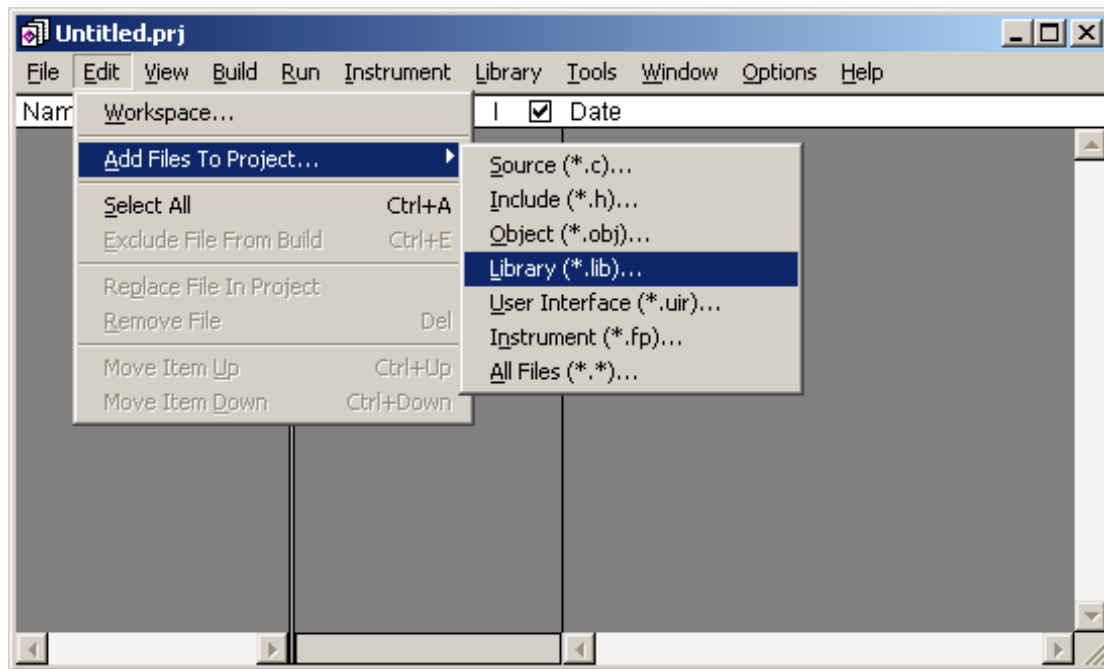 Untitled.prj
File Edit View Build Run Instrument Library Tools Window Options Help
Nam I Date
Workspace...
Add Files To Project...
Select All Ctrl+A
Exclude File From Build Ctrl+E
Replace File In Project
Remove File Del
Move Item Up Ctrl+Up
Move Item Down Ctrl+Down
Source (*.c)...
Include (*.h)...
Object (*.obj)...
Library (*.lib)...
User Interface (*.uir)...
Instrument (*.fp)...
All Files (*.*)...